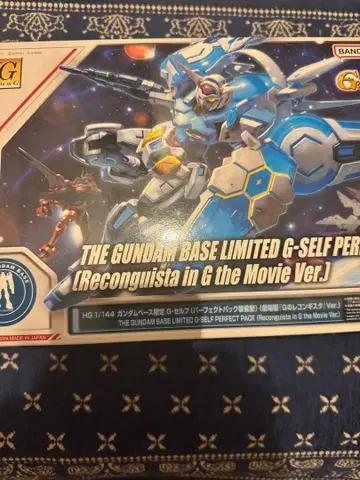 G
BANDAI
THE GUNDAM BASE LIMITED G-SELF PERF
(Reconguista in G the Movie Ver.)
HG 1/144 ガンダムベース限定 G-セルフ(パーフェクトパック装備型)(劇場版『Gのレコンギスタ』Ver.)
THE GUNDAM BASE LIMITED G-SELF PERFECT PACK (Reconguista in G the Movie Ver.)
GUNDAM BASE
MADE IN JAPAN